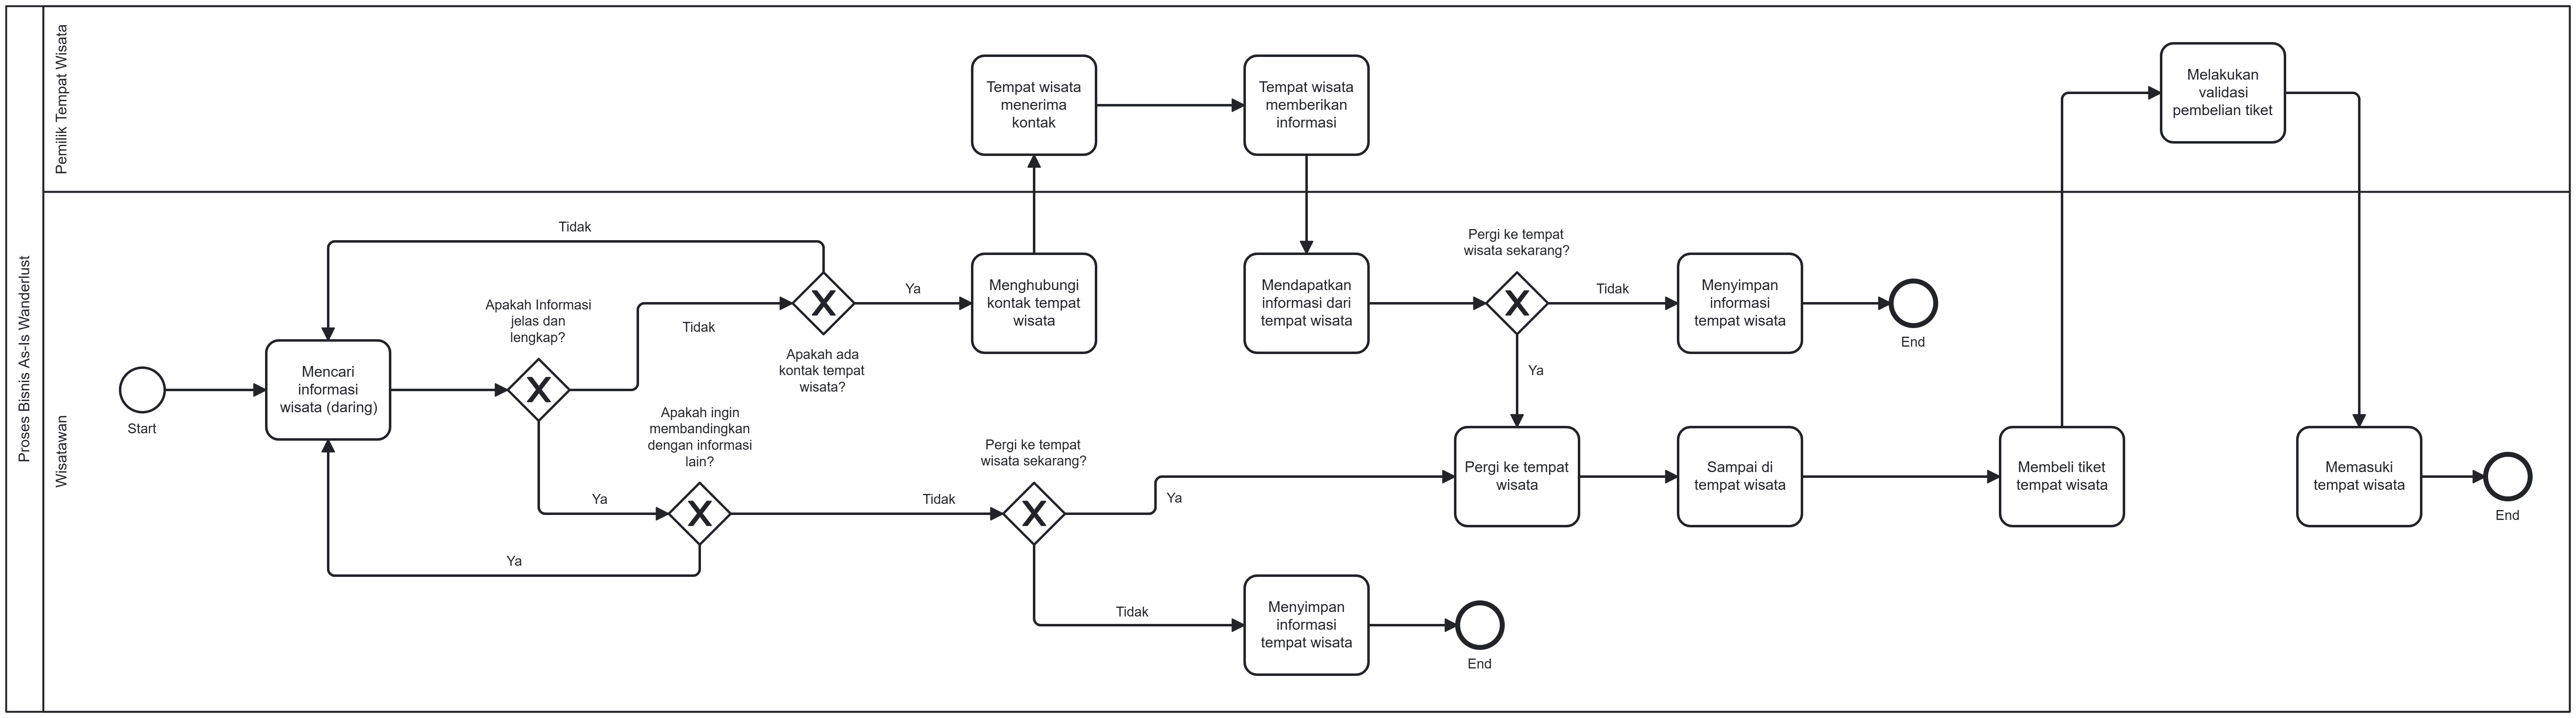 Proses Bisnis As-Is Wanderlust
Pemilik Tempat Wisata
Tempat wisata
menerima
kontak
Tempat wisata
memberikan
informasi
Melakukan
validasi
pembelian tiket
Wisatawan
Start
Mencari
informasi
wisata (daring)
Apakah Informasi
jelas dan
lengkap?
Tidak
Tidak
Apakah ada
kontak tempat
wisata?
Ya
Menghubungi
kontak tempat
wisata
Mendapatkan
informasi dari
tempat wisata
Pergi ke tempat
wisata sekarang?
Tidak
Menyimpan
informasi
tempat wisata
End
Ya
Ya
Apakah ingin
membandingkan
dengan informasi
lain?
Ya
Tidak
Pergi ke tempat
wisata sekarang?
Ya
Pergi ke tempat
wisata
Sampai di
tempat wisata
Membeli tiket
tempat wisata
Memasuki
tempat wisata
End
Tidak
Menyimpan
informasi
tempat wisata
End